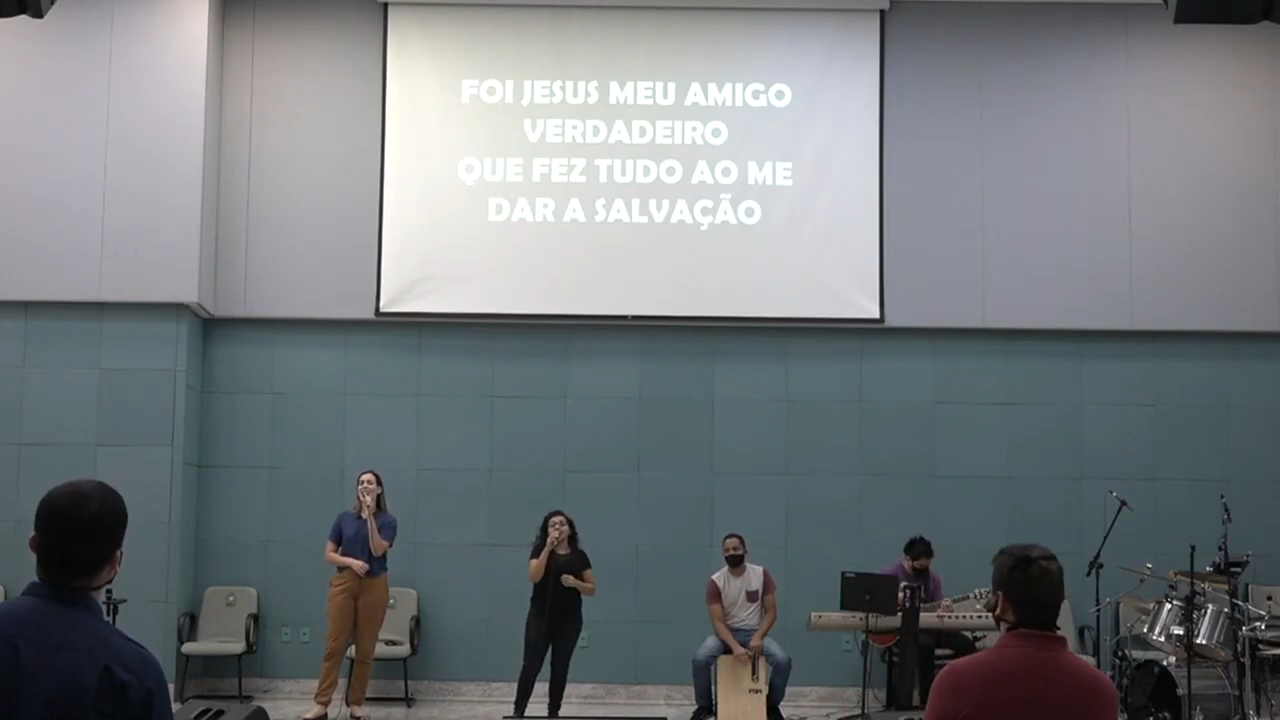 FOI JESUS MEU AMIGO
VERDADEIRO
QUE FEZ TUDO AO ME
DAR A SALVAÇÃO